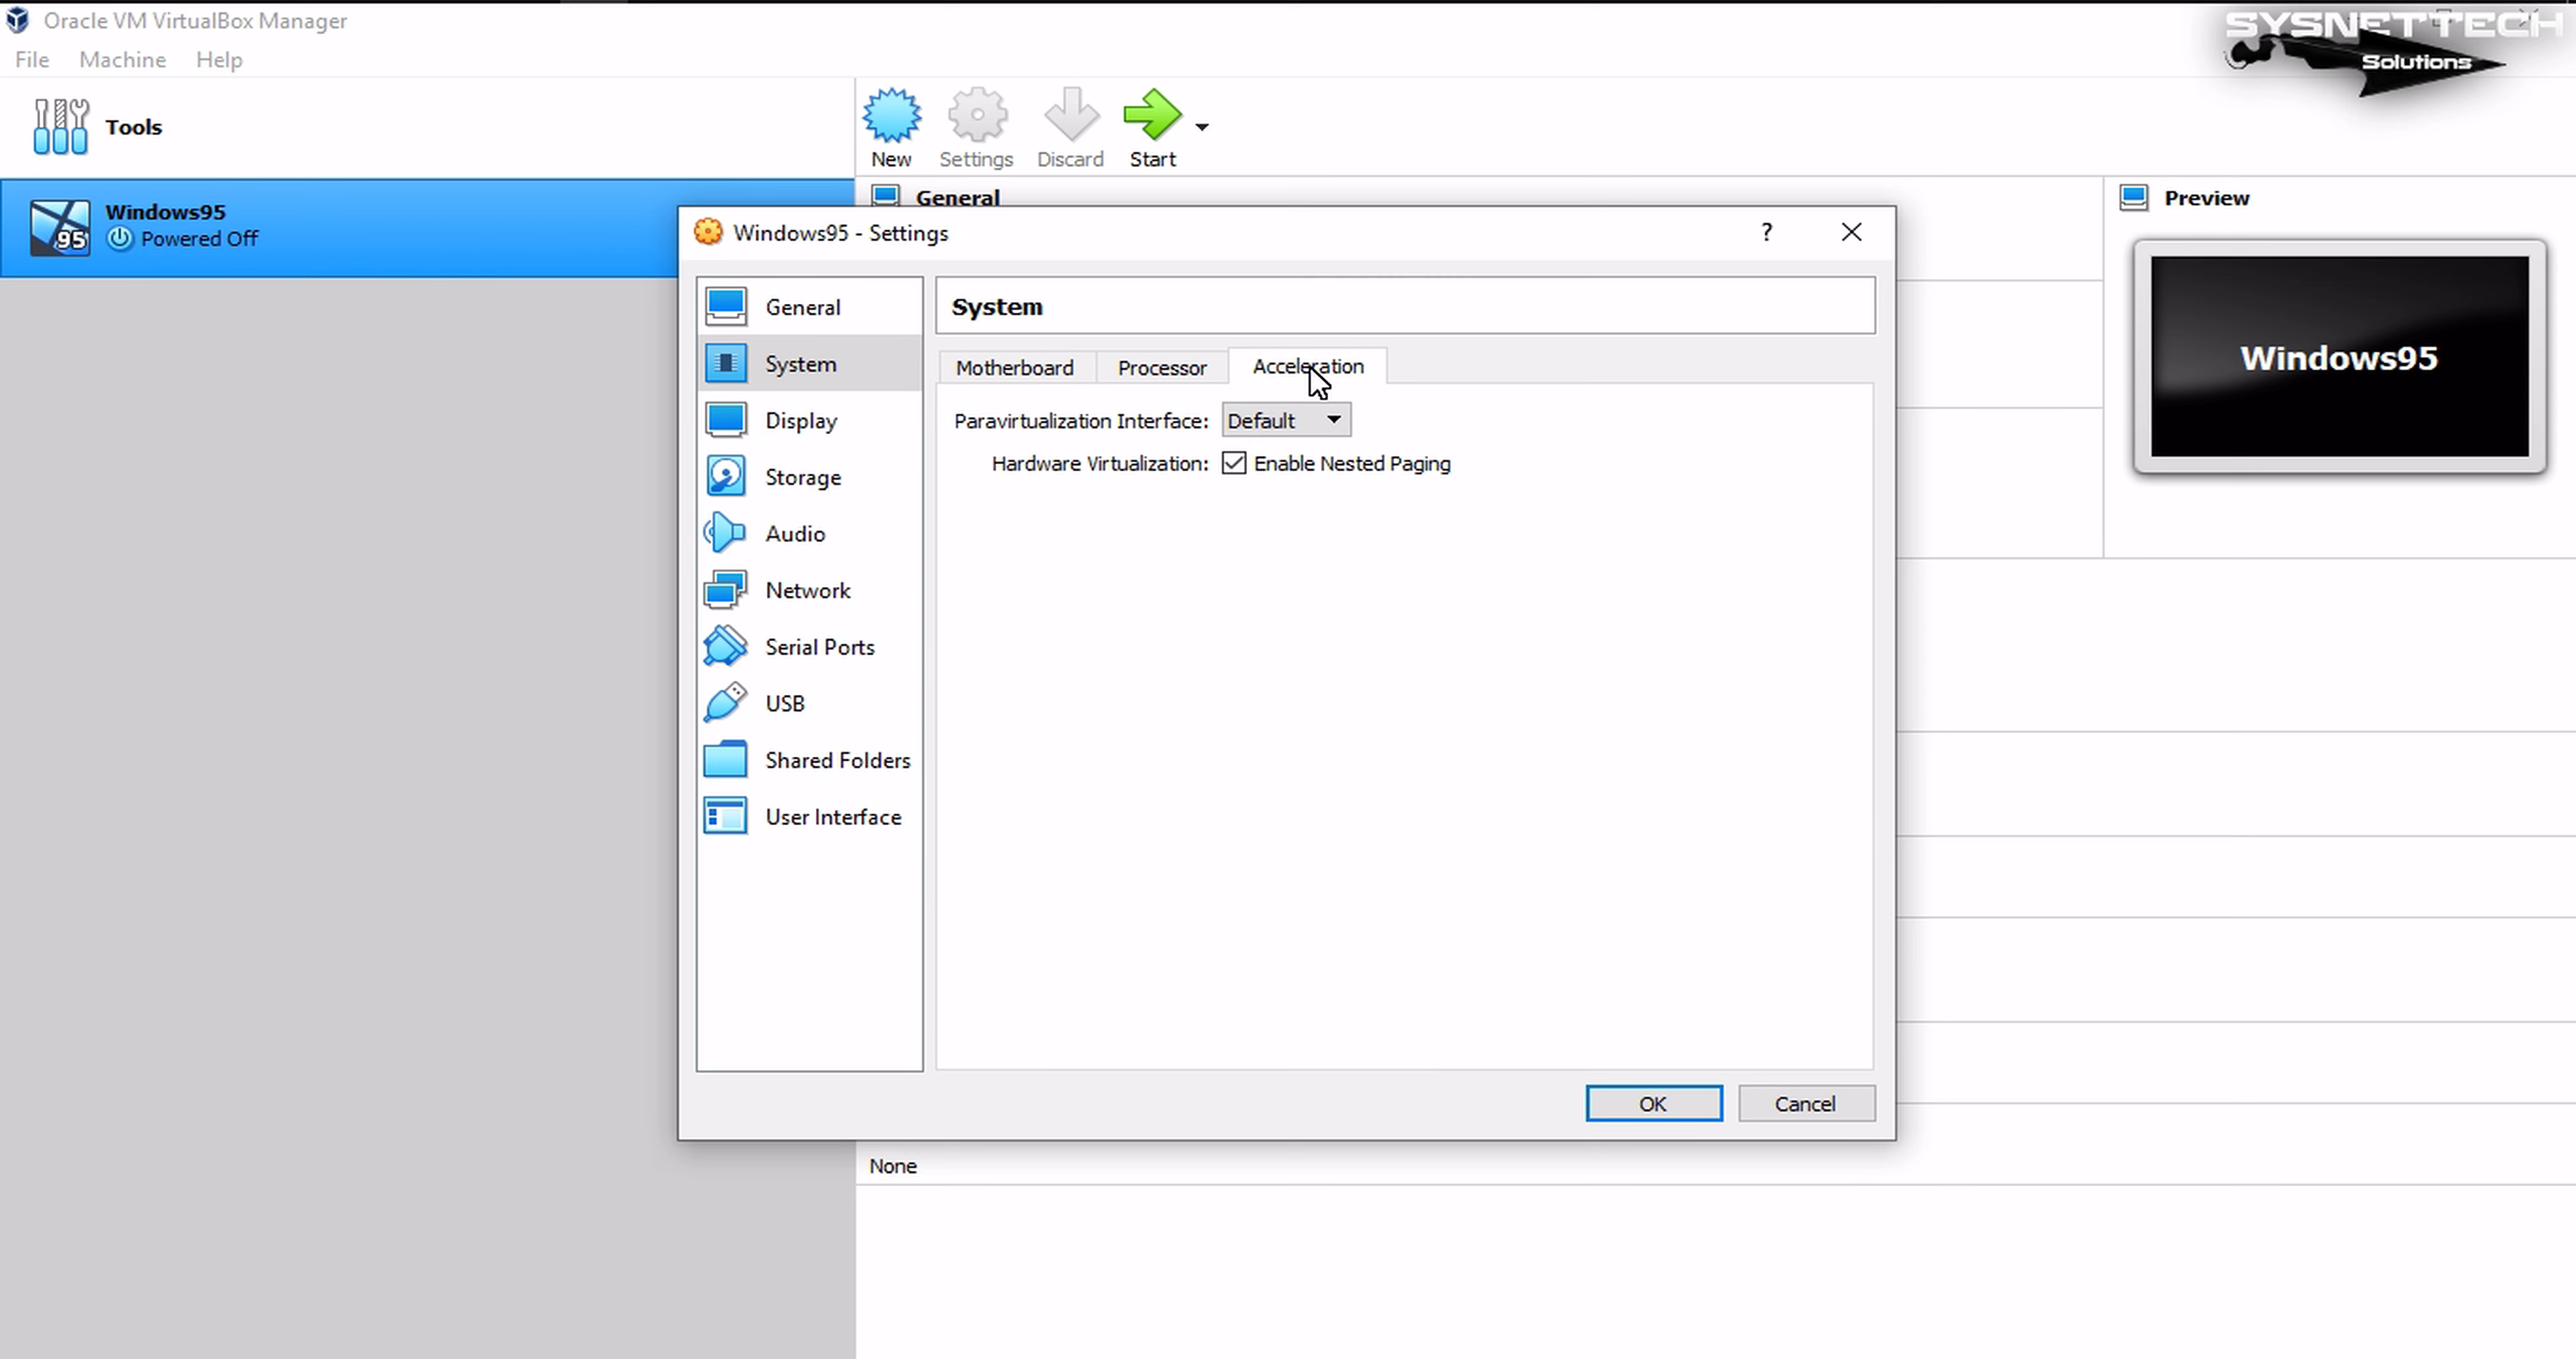 Oracle VM VirtualBox Manager
SYSNETTECH
Solutions
File Machine Help
Tools
New Settings Discard Start
Windows95
Powered Off
95
General
Preview
Windows95
Windows95 - Settings
?
General
System
Display
Storage
Audio
Network
Serial Ports
USB
Shared Folders
User Interface
System
Motherboard Processor Acceleration
Paravirtualization Interface: Default
Hardware Virtualization: Enable Nested Paging
OK Cancel
None